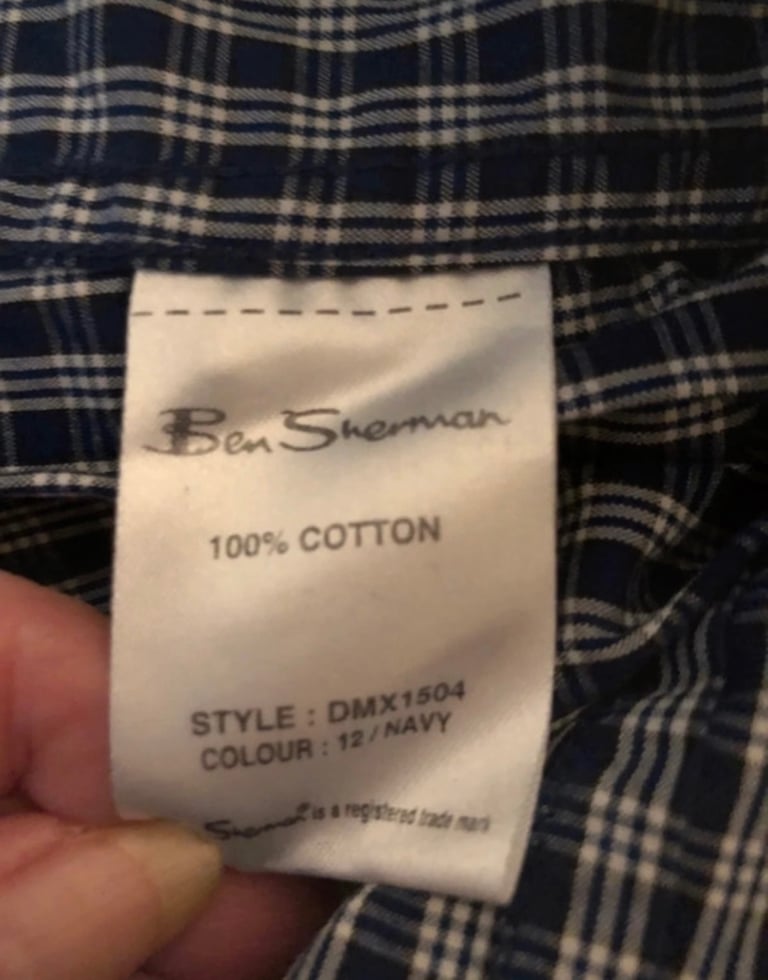 Ben Sherman
100% COTTON
STYLE : DMX1504
COLOUR : 12 / NAVY
Sherman® is a registered trade mark